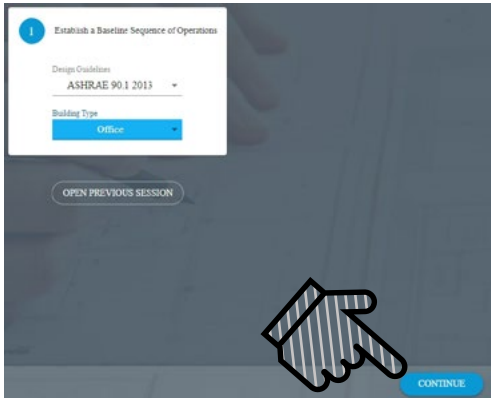 1
Establish a Baseline Sequence of Operations
Design Guidelines
ASHRAE 90.1 2013
Building Type
Office
OPEN PREVIOUS SESSION
CONTINUE